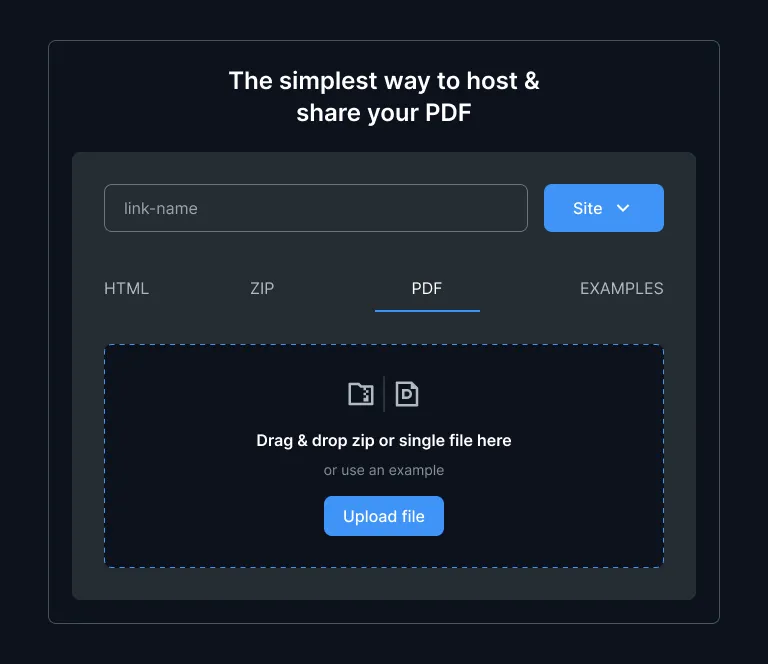 The simplest way to host &
share your PDF
link-name
Site
HTML
ZIP
PDF
EXAMPLES
D
Drag & drop zip or single file here
or use an example
Upload file